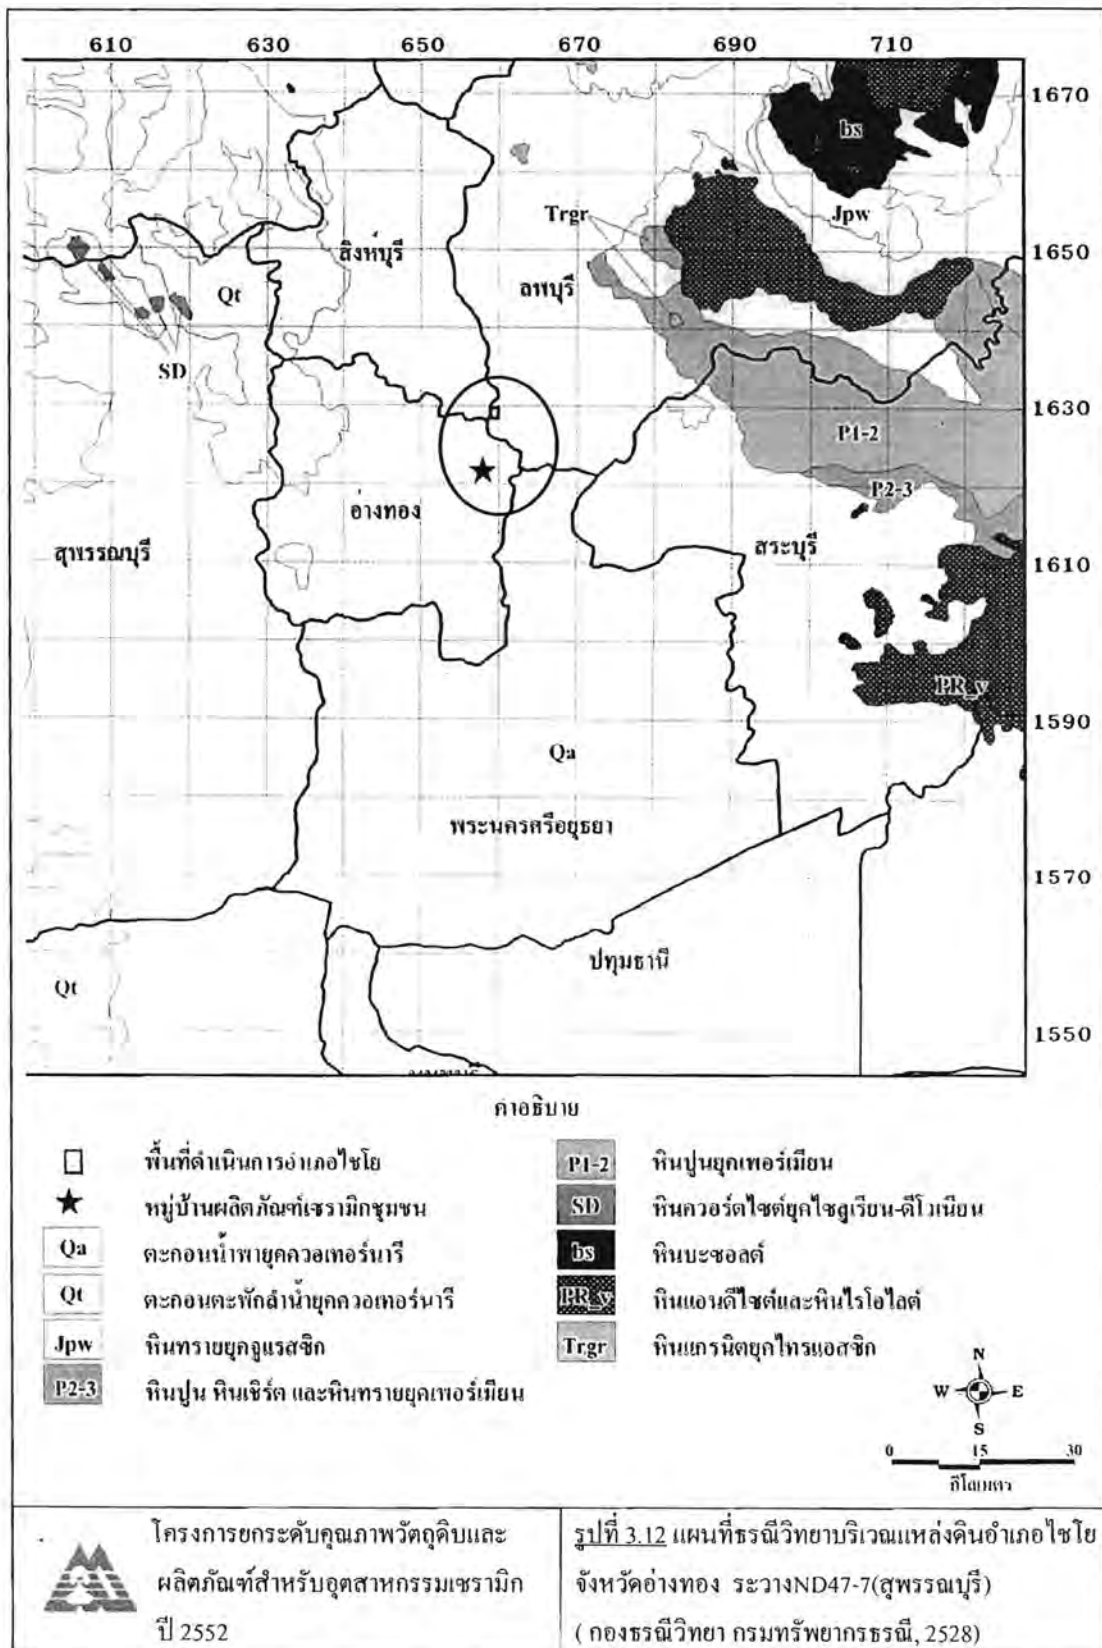 610 630 650 670 690 710
1670
bs
Jpw
Trgr
1650
สิงห์บุรี
ลพบุรี
Qt
SD
1630
P1-2
P2-3
อ่างทอง
สระบุรี
สุพรรณบุรี
1610
PR_v
1590
Qa
พระนครศรีอยุธยา
1570
ปทุมธานี
Qt
1550
คำอธิบาย
พื้นที่ดำเนินการอำเภอไชโย
หมู่บ้านผลิตภัณฑ์เซรามิกชุมชน
Qa ตะกอนน้ำพายุคควอเทอร์นารี
Qt ตะกอนตะพักลำน้ำยุคควอเทอร์นารี
Jpw หินทรายยุคจูแรสซิก
P2-3 หินปูน หินเชิร์ต และหินทรายยุคเพอร์เมียน
P1-2 หินปูนยุคเพอร์เมียน
SD หินควอร์ตไซต์ยุคไซลูเรียน-ดีโวเนียน
bs หินบะซอลต์
PR_v หินแอนดีไซต์และหินไรโอไลต์
Trgr หินแกรนิตยุคไทรแอสซิก
N
W E
S
0 15 30
กิโลเมตร
โครงการยกระดับคุณภาพวัตถุดิบและ
ผลิตภัณฑ์สำหรับอุตสาหกรรมเซรามิก
ปี 2552
รูปที่ 3.12 แผนที่ธรณีวิทยาบริเวณแหล่งดินอำเภอไชโย
จังหวัดอ่างทอง ระวางND47-7(สุพรรณบุรี)
( กองธรณีวิทยา กรมทรัพยากรธรณี, 2528)